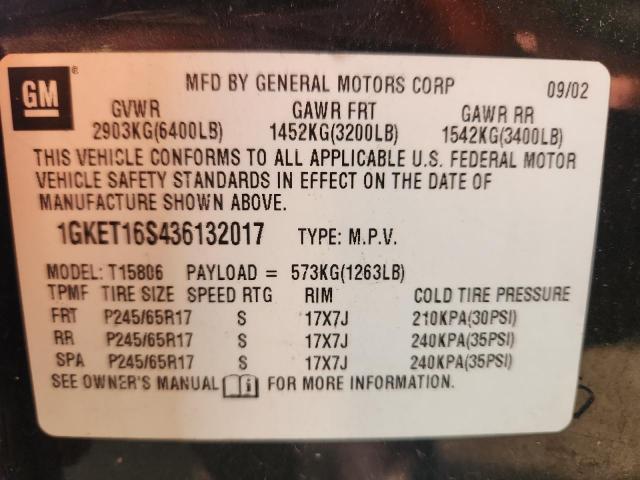 GM ®
MFD BY GENERAL MOTORS CORP 09/02
GVWR GAWR FRT GAWR RR
2903KG(6400LB) 1452KG(3200LB) 1542KG(3400LB)
THIS VEHICLE CONFORMS TO ALL APPLICABLE U.S. FEDERAL MOTOR
VEHICLE SAFETY STANDARDS IN EFFECT ON THE DATE OF
MANUFACTURE SHOWN ABOVE.
1GKET16S436132017 TYPE: M.P.V.
MODEL: T15806 PAYLOAD = 573KG(1263LB)
TPMF TIRE SIZE SPEED RTG RIM COLD TIRE PRESSURE
FRT P245/65R17 S 17X7J 210KPA(30PSI)
RR P245/65R17 S 17X7J 240KPA(35PSI)
SPA P245/65R17 S 17X7J 240KPA(35PSI)
SEE OWNER'S MANUAL i FOR MORE INFORMATION.